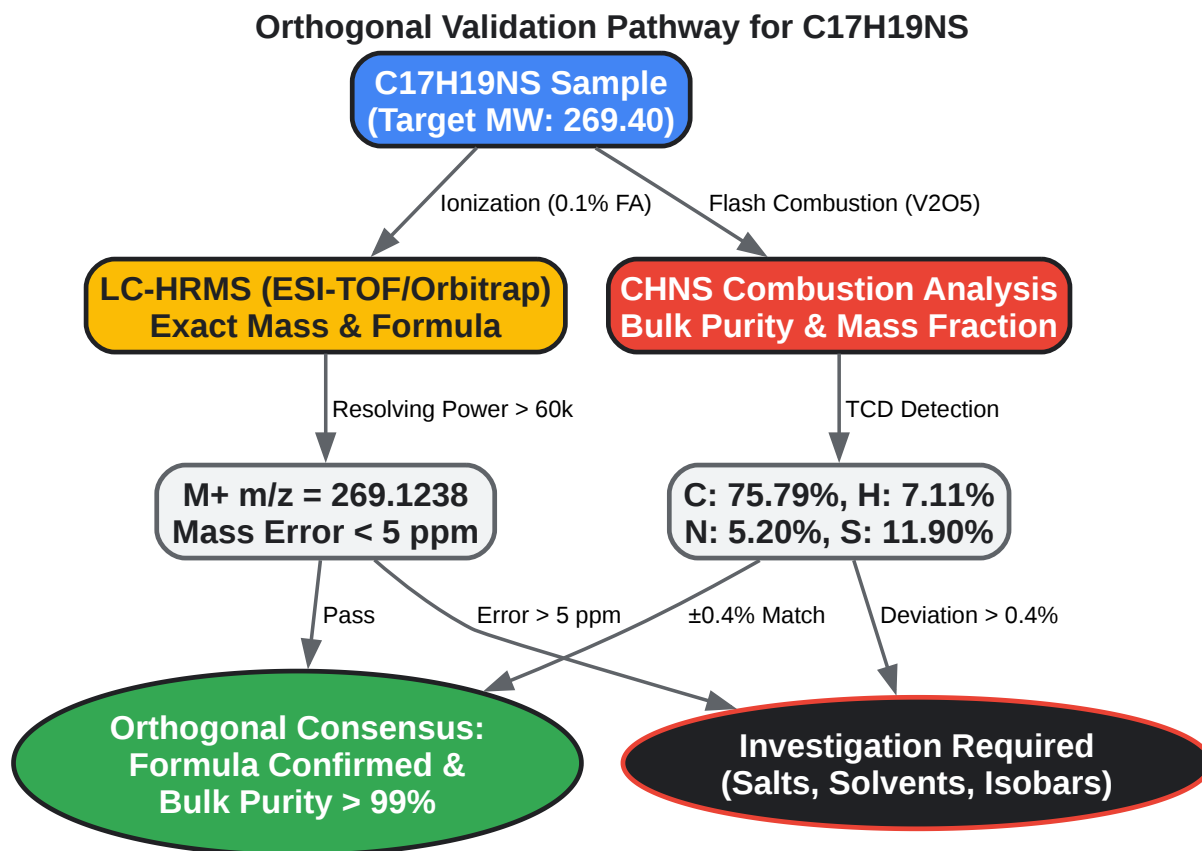 Orthogonal Validation Pathway for C17H19NS
C17H19NS Sample
(Target MW: 269.40)
Ionization (0.1% FA)
Flash Combustion (V2O5)
LC-HRMS (ESI-TOF/Orbitrap)
Exact Mass & Formula
CHNS Combustion Analysis
Bulk Purity & Mass Fraction
Resolving Power > 60k
TCD Detection
M+ m/z = 269.1238
Mass Error < 5 ppm
C: 75.79%, H: 7.11%
N: 5.20%, S: 11.90%
Pass
Error > 5 ppm
±0.4% Match
Deviation > 0.4%
Orthogonal Consensus:
Formula Confirmed &
Bulk Purity > 99%
Investigation Required
(Salts, Solvents, Isobars)